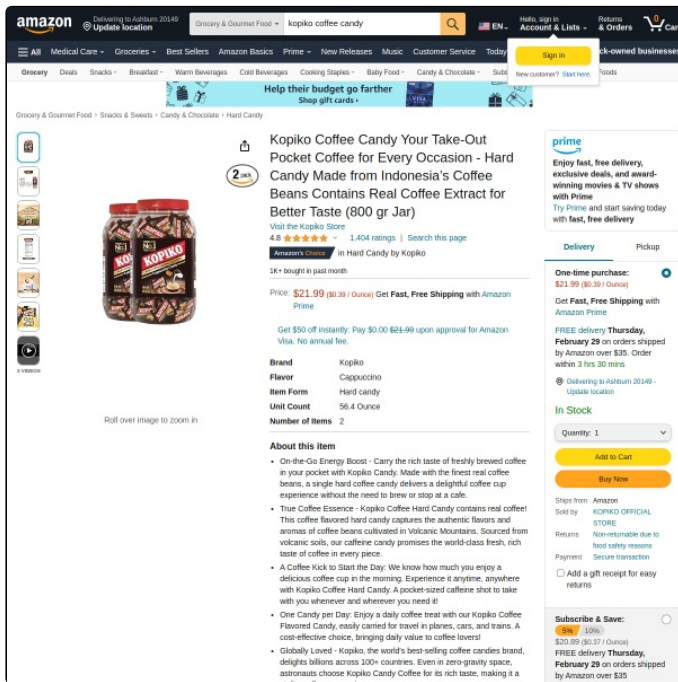 amazon
Delivering to Ashburn 20149
Update location
Grocery & Gourmet Food
kopiko coffee candy
EN
Hello, sign in
Account & Lists
Returns
& Orders
0
Car
All
Medical Care
Groceries
Best Sellers
Amazon Basics
Prime
New Releases
Music
Customer Service
Today
ck-owned businesses
Sign in
New customer? Start here.
Grocery
Deals
Snacks
Breakfast
Warm Beverages
Cold Beverages
Cooking Staples
Baby Food
Candy & Chocolate
Subs
Foods
Help their budget go farther
Shop gift cards ›
Grocery & Gourmet Food › Snacks & Sweets › Candy & Chocolate › Hard Candy
2 pack
KOPIKO
2 VIDEOS
Roll over image to zoom in
Kopiko Coffee Candy Your Take-Out
Pocket Coffee for Every Occasion - Hard
Candy Made from Indonesia's Coffee
Beans Contains Real Coffee Extract for
Better Taste (800 gr Jar)
Visit the Kopiko Store
4.8
1,404 ratings | Search this page
Amazon's Choice in Hard Candy by Kopiko
1K+ bought in past month
Price: $21.99 ($0.39 / Ounce) Get Fast, Free Shipping with Amazon
Prime
Get $50 off instantly: Pay $0.00 $21.99 upon approval for Amazon
Visa. No annual fee.
Brand Kopiko
Flavor Cappuccino
Item Form Hard candy
Unit Count 56.4 Ounce
Number of Items 2
About this item
• On-the-Go Energy Boost - Carry the rich taste of freshly brewed coffee
in your pocket with Kopiko Candy. Made with the finest real coffee
beans, a single hard coffee candy delivers a delightful coffee cup
experience without the need to brew or stop at a cafe.
• True Coffee Essence - Kopiko Coffee Hard Candy contains real coffee!
This coffee flavored hard candy captures the authentic flavors and
aromas of coffee beans cultivated in Volcanic Mountains. Sourced from
volcanic soils, our caffeine candy promises the world-class fresh, rich
taste of coffee in every piece.
• A Coffee Kick to Start the Day: We know how much you enjoy a
delicious coffee cup in the morning. Experience it anytime, anywhere
with Kopiko Coffee Hard Candy. A pocket-sized caffeine shot to take
with you whenever and wherever you need it!
• One Candy per Day: Enjoy a daily coffee treat with our Kopiko Coffee
Flavored Candy, easily carried for travel in planes, cars, and trains. A
cost-effective choice, bringing daily value to coffee lovers!
• Globally Loved - Kopiko, the world's best-selling coffee candies brand,
delights billions across 100+ countries. Even in zero-gravity space,
astronauts choose Kopiko Candy Coffee for its rich taste, making it a
prime
Enjoy fast, free delivery,
exclusive deals, and award-
winning movies & TV shows
with Prime
Try Prime and start saving today
with fast, free delivery
Delivery
Pickup
One-time purchase:
$21.99 ($0.39 / Ounce)
Get Fast, Free Shipping with
Amazon Prime
FREE delivery Thursday,
February 29 on orders shipped
by Amazon over $35. Order
within 3 hrs 30 mins
Delivering to Ashburn 20149 -
Update location
In Stock
Quantity: 1
Add to Cart
Buy Now
Ships from Amazon
Sold by KOPIKO OFFICIAL
STORE
Returns Non-returnable due to
food safety reasons
Payment Secure transaction
Add a gift receipt for easy
returns
Subscribe & Save:
5% 10%
$20.89 ($0.37 / Ounce)
FREE delivery Thursday,
February 29 on orders shipped
by Amazon over $35